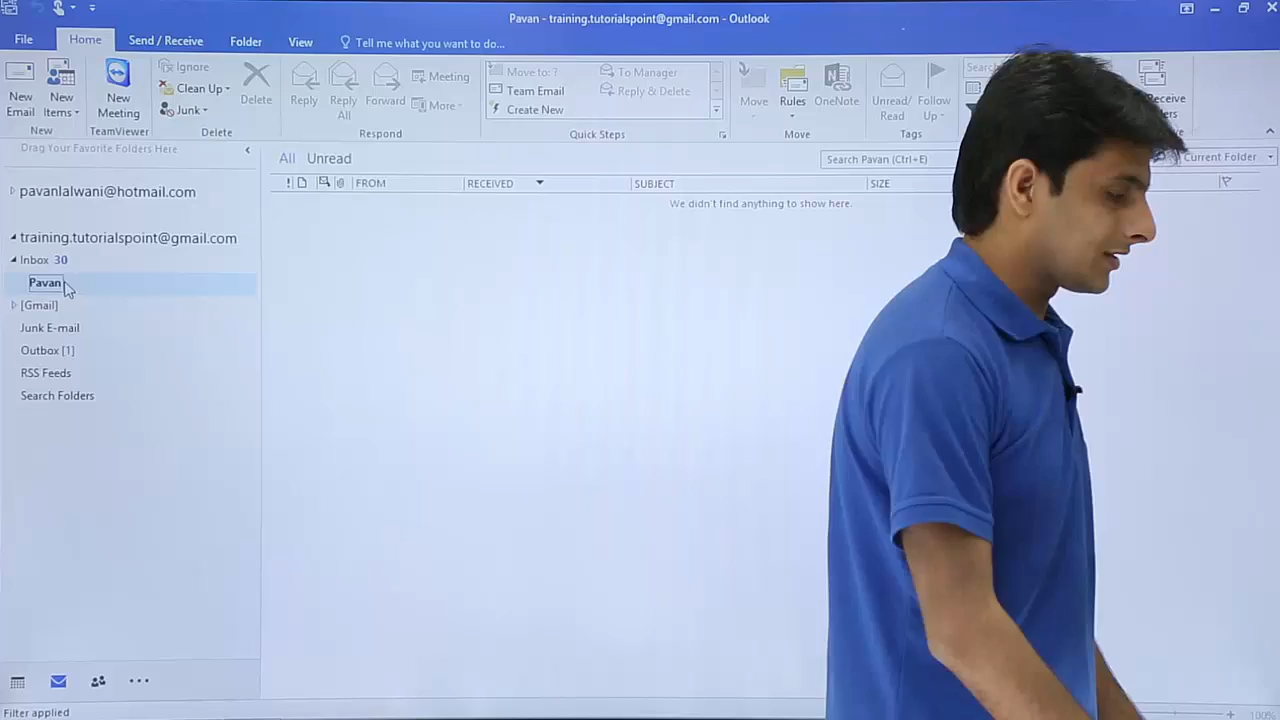 Pavan - training.tutorialspoint@gmail.com - Outlook
File
Home
Send / Receive
Folder
View
Tell me what you want to do...
New
Email
New
Items
New
New
Meeting
TeamViewer
Ignore
Clean Up
Junk
Delete
Delete
Reply
Reply
All
Forward
Meeting
More
Respond
Move to: ?
Team Email
Create New
To Manager
Reply & Delete
Quick Steps
Move
Rules
OneNote
Move
Unread/
Read
Follow
Up
Tags
Receive
Folders
Drag Your Favorite Folders Here
pavanlalwani@hotmail.com
training.tutorialspoint@gmail.com
Inbox 30
Pavan
[Gmail]
Junk E-mail
Outbox [1]
RSS Feeds
Search Folders
All Unread
Search Pavan (Ctrl+E)
Current Folder
! FROM RECEIVED SUBJECT SIZE
We didn't find anything to show here.
Filter applied
100%